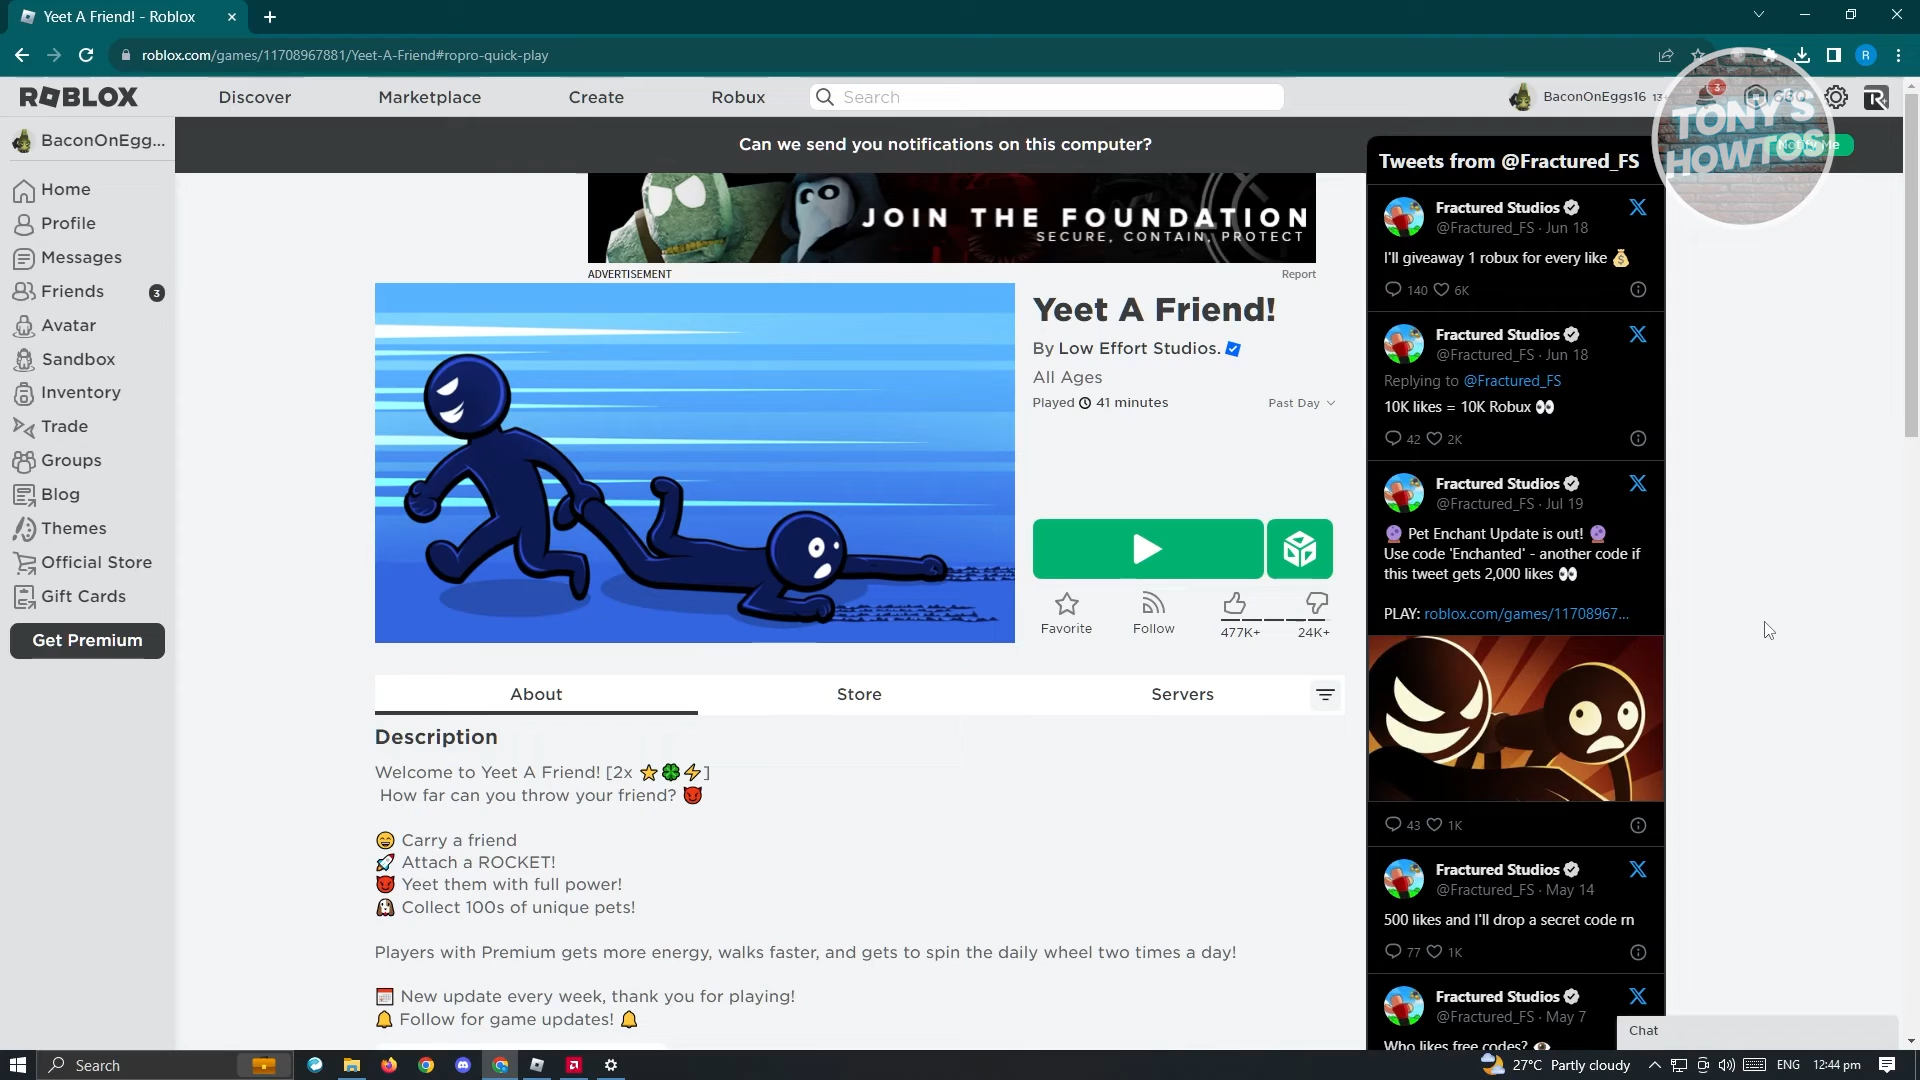 Yeet A Friend! - Roblox
roblox.com/games/11708967881/Yeet-A-Friend#ropro-quick-play
ROBLOX
Discover
Marketplace
Create
Robux
Search
BaconOnEggs16 13+
3
TONY'S
HOWTOS
BaconOnEgg...
Can we send you notifications on this computer?
Notify Me
Home
Profile
Messages
Friends 3
Avatar
Sandbox
Inventory
Trade
Groups
Blog
Themes
Official Store
Gift Cards
Get Premium
JOIN THE FOUNDATION
SECURE, CONTAIN, PROTECT
ADVERTISEMENT
Report
Yeet A Friend!
By Low Effort Studios.
All Ages
Played 41 minutes
Past Day
Favorite
Follow
477K+
24K+
About
Store
Servers
Description
Welcome to Yeet A Friend! [2x ⭐🍀⚡]
How far can you throw your friend? 😈
😄 Carry a friend
🚀 Attach a ROCKET!
😈 Yeet them with full power!
🐶 Collect 100s of unique pets!
Players with Premium gets more energy, walks faster, and gets to spin the daily wheel two times a day!
📅 New update every week, thank you for playing!
🔔 Follow for game updates! 🔔
Tweets from @Fractured_FS
Fractured Studios
@Fractured_FS · Jun 18
I'll giveaway 1 robux for every like 💰
140 6K
Fractured Studios
@Fractured_FS · Jun 18
Replying to @Fractured_FS
10K likes = 10K Robux 👀
42 2K
Fractured Studios
@Fractured_FS · Jul 19
🔮 Pet Enchant Update is out! 🔮
Use code 'Enchanted' - another code if
this tweet gets 2,000 likes 👀
PLAY: roblox.com/games/11708967...
43 1K
Fractured Studios
@Fractured_FS · May 14
500 likes and I'll drop a secret code rn
77 1K
Fractured Studios
@Fractured_FS · May 7
Who likes free codes? 👁
Chat
Search
27°C Partly cloudy
ENG
12:44 pm